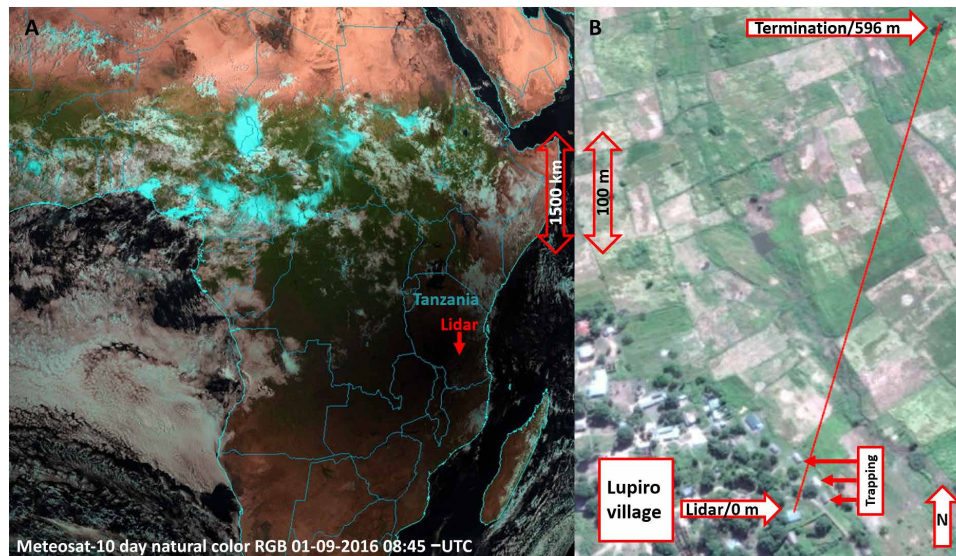 A
B
Termination/596 m
1500 km
100 m
Tanzania
Lidar
Trapping
Lupiro
village
Lidar/0 m
N
Meteosat-10 day natural color RGB 01-09-2016 08:45 –UTC